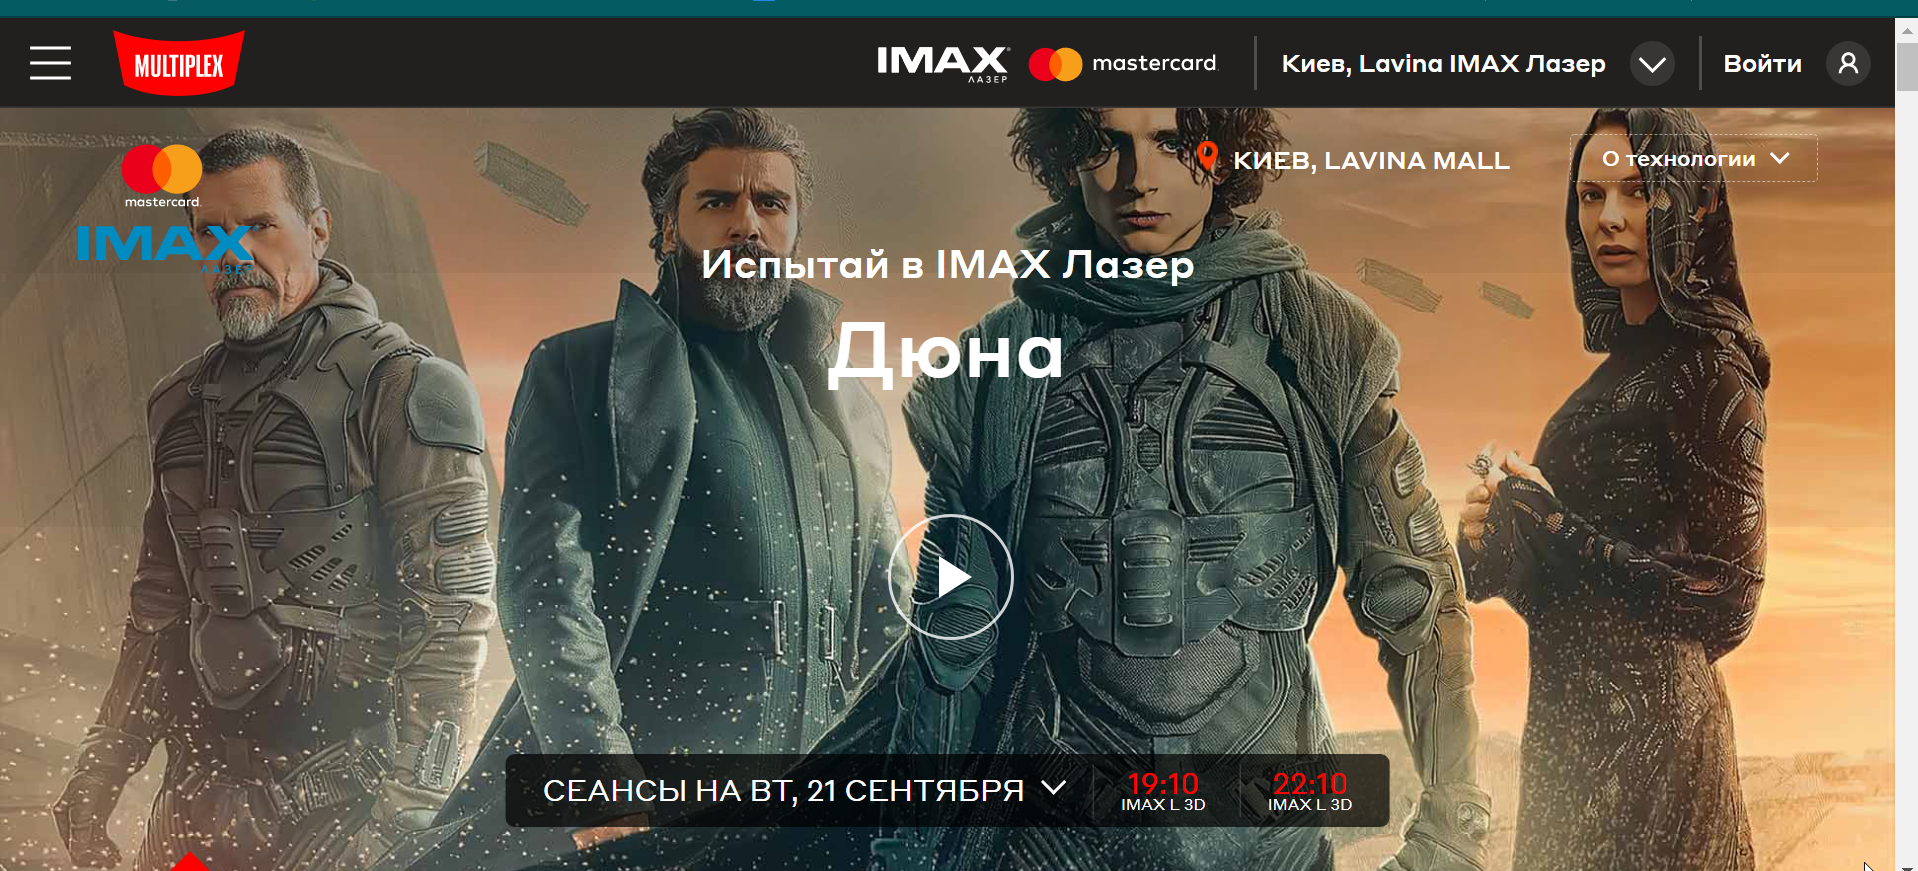 MULTIPLEX
IMAX
ЛАЗЕР
mastercard.
Киев, Lavina IMAX Лазер
Войти
mastercard.
IMAX
ЛАЗЕР
КИЕВ, LAVINA MALL
О технологии
Испытай в IMAX Лазер
Дюна
СЕАНСЫ НА ВТ, 21 СЕНТЯБРЯ
19:10
IMAX L 3D
22:10
IMAX L 3D